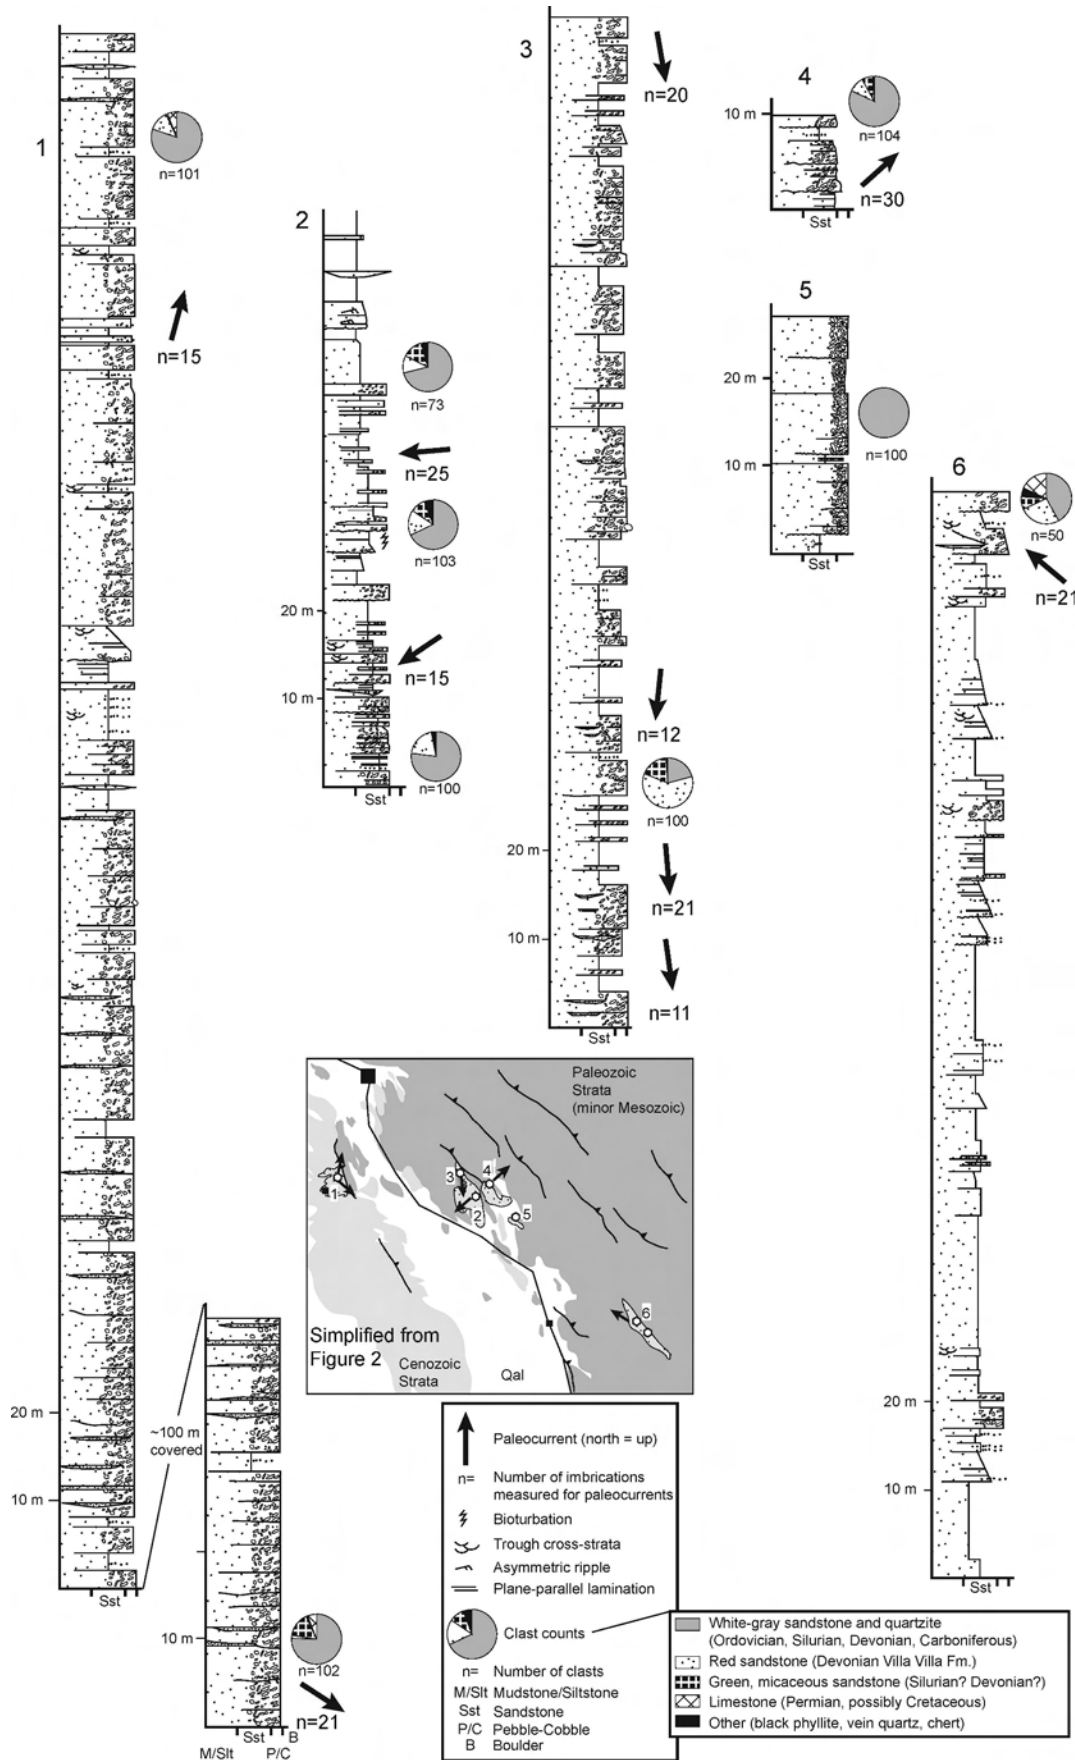 1
n=101
n=15
20 m
10 m
Sst
~100 m
covered
10 m
n=102
n=21
Sst
B
M/Slt
P/C
2
n=73
n=25
n=103
20 m
n=15
10 m
n=100
Sst
3
n=20
n=12
n=100
20 m
n=21
10 m
n=11
Sst
4
10 m
n=104
n=30
Sst
5
20 m
n=100
10 m
Sst
6
n=50
n=21
20 m
10 m
Sst
Paleozoic
Strata
(minor Mesozoic)
1
3
4
2
5
6
Simplified from
Figure 2
Cenozoic
Strata
Qal
Paleocurrent (north = up)
n= Number of imbrications
measured for paleocurrents
Bioturbation
Trough cross-strata
Asymmetric ripple
Plane-parallel lamination
Clast counts
n= Number of clasts
M/Slt Mudstone/Siltstone
Sst Sandstone
P/C Pebble-Cobble
B Boulder
White-gray sandstone and quartzite
(Ordovician, Silurian, Devonian, Carboniferous)
Red sandstone (Devonian Villa Villa Fm.)
Green, micaceous sandstone (Silurian? Devonian?)
Limestone (Permian, possibly Cretaceous)
Other (black phyllite, vein quartz, chert)